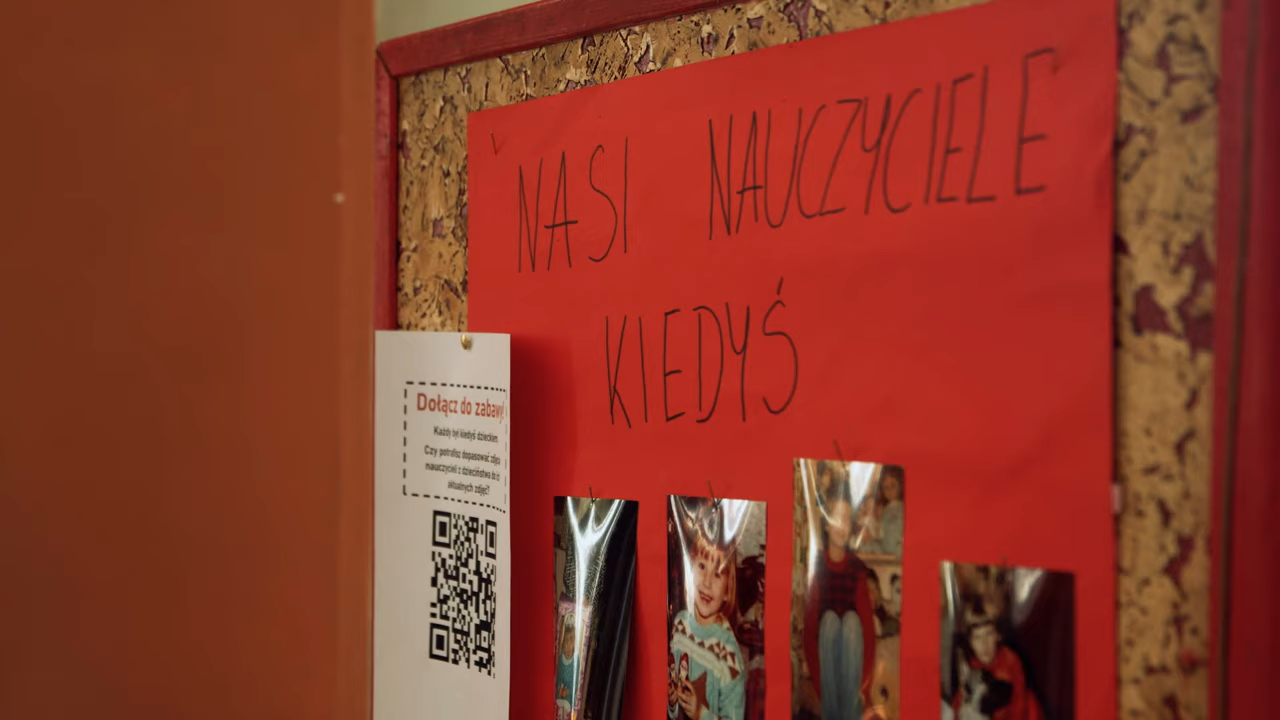 NASI NAUCZYCIELE
KIEDYŚ
Dołącz do zabawy!
Każdy był kiedyś dzieckiem.
Czy potrafisz dopasować zdjęcia
nauczycieli z dzieciństwa do ich
aktualnych zdjęć?